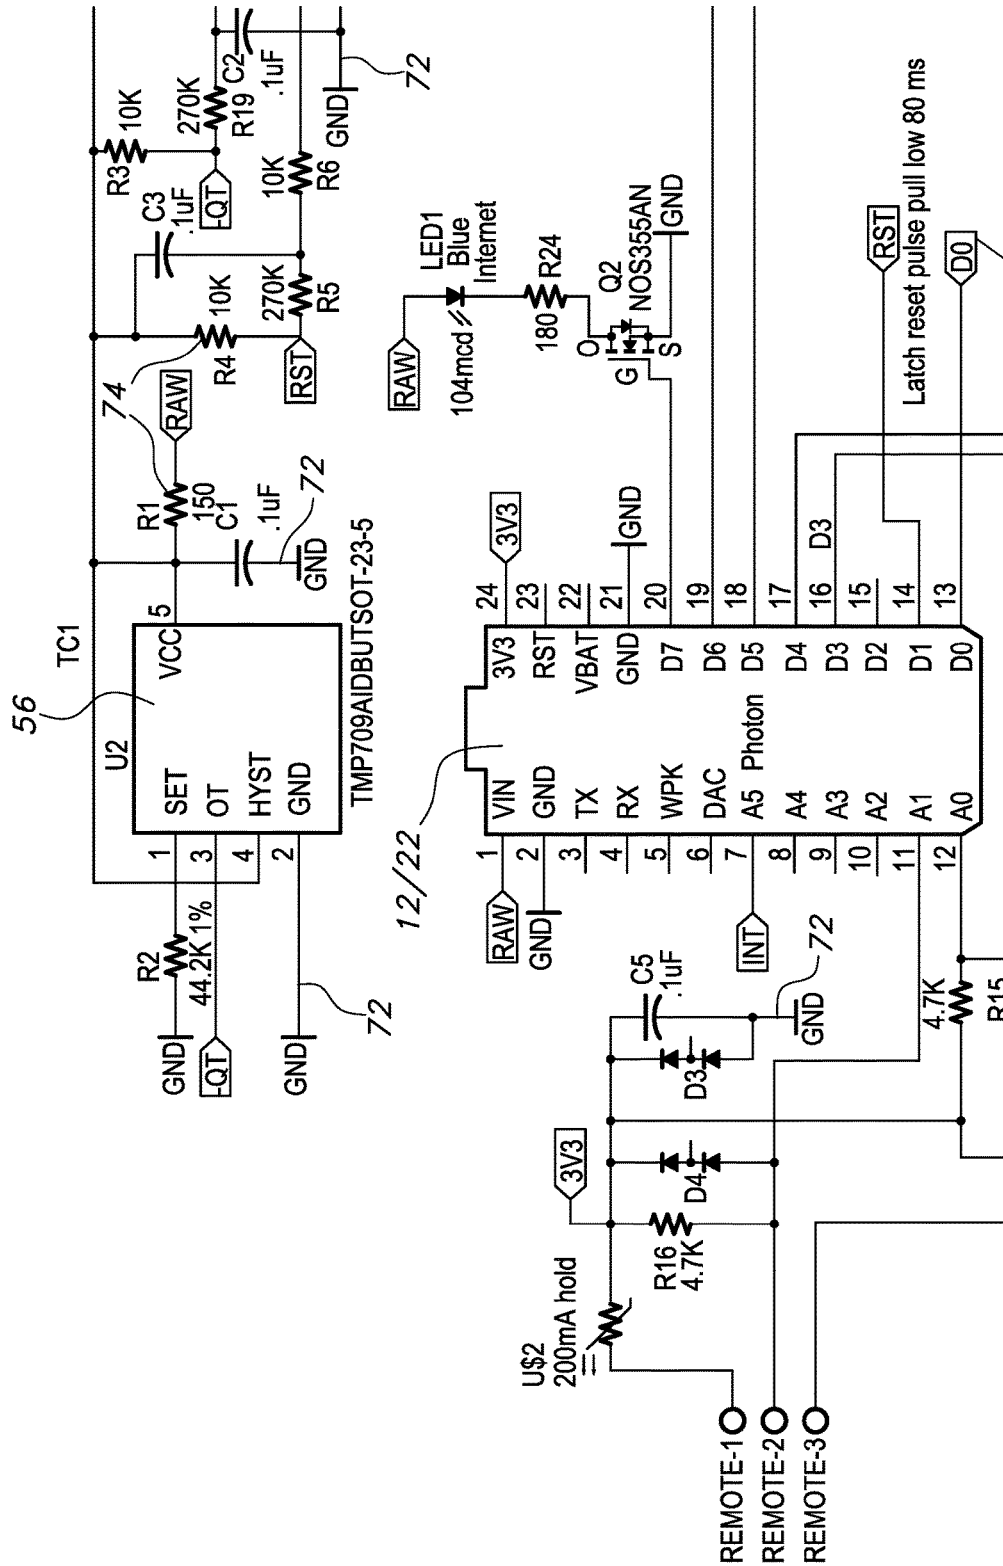 56
TC1
U2
SET
OT
HYST
GND
VCC
1
3
4
2
5
TMP709AIDBUTSOT-23-5
R2
44.2K 1%
GND
-QT
GND
72
R1
150
C1
.1uF
GND
72
74
RAW
R4
10K
RST
270K
R5
C3
.1uF
R3
10K
-QT
270K
R19
10K
R6
C2
.1uF
GND
72
RAW
LED1
Blue
Internet
104mcd
180
R24
O
G
S
Q2
NOS355AN
GND
12/22
RAW
GND
INT
1
2
3
4
5
6
7
8
9
10
11
12
VIN
GND
TX
RX
WPK
DAC
A5
A4
A3
A2
A1
A0
Photon
3V3
RST
VBAT
GND
D7
D6
D5
D4
D3
D2
D1
D0
24
23
22
21
20
19
18
17
16
15
14
13
3V3
GND
D3
RST
Latch reset pulse pull low 80 ms
D0
U$2
200mA hold
3V3
R16
4.7K
D4
D3
C5
.1uF
GND
72
4.7K
R15
REMOTE-1
REMOTE-2
REMOTE-3